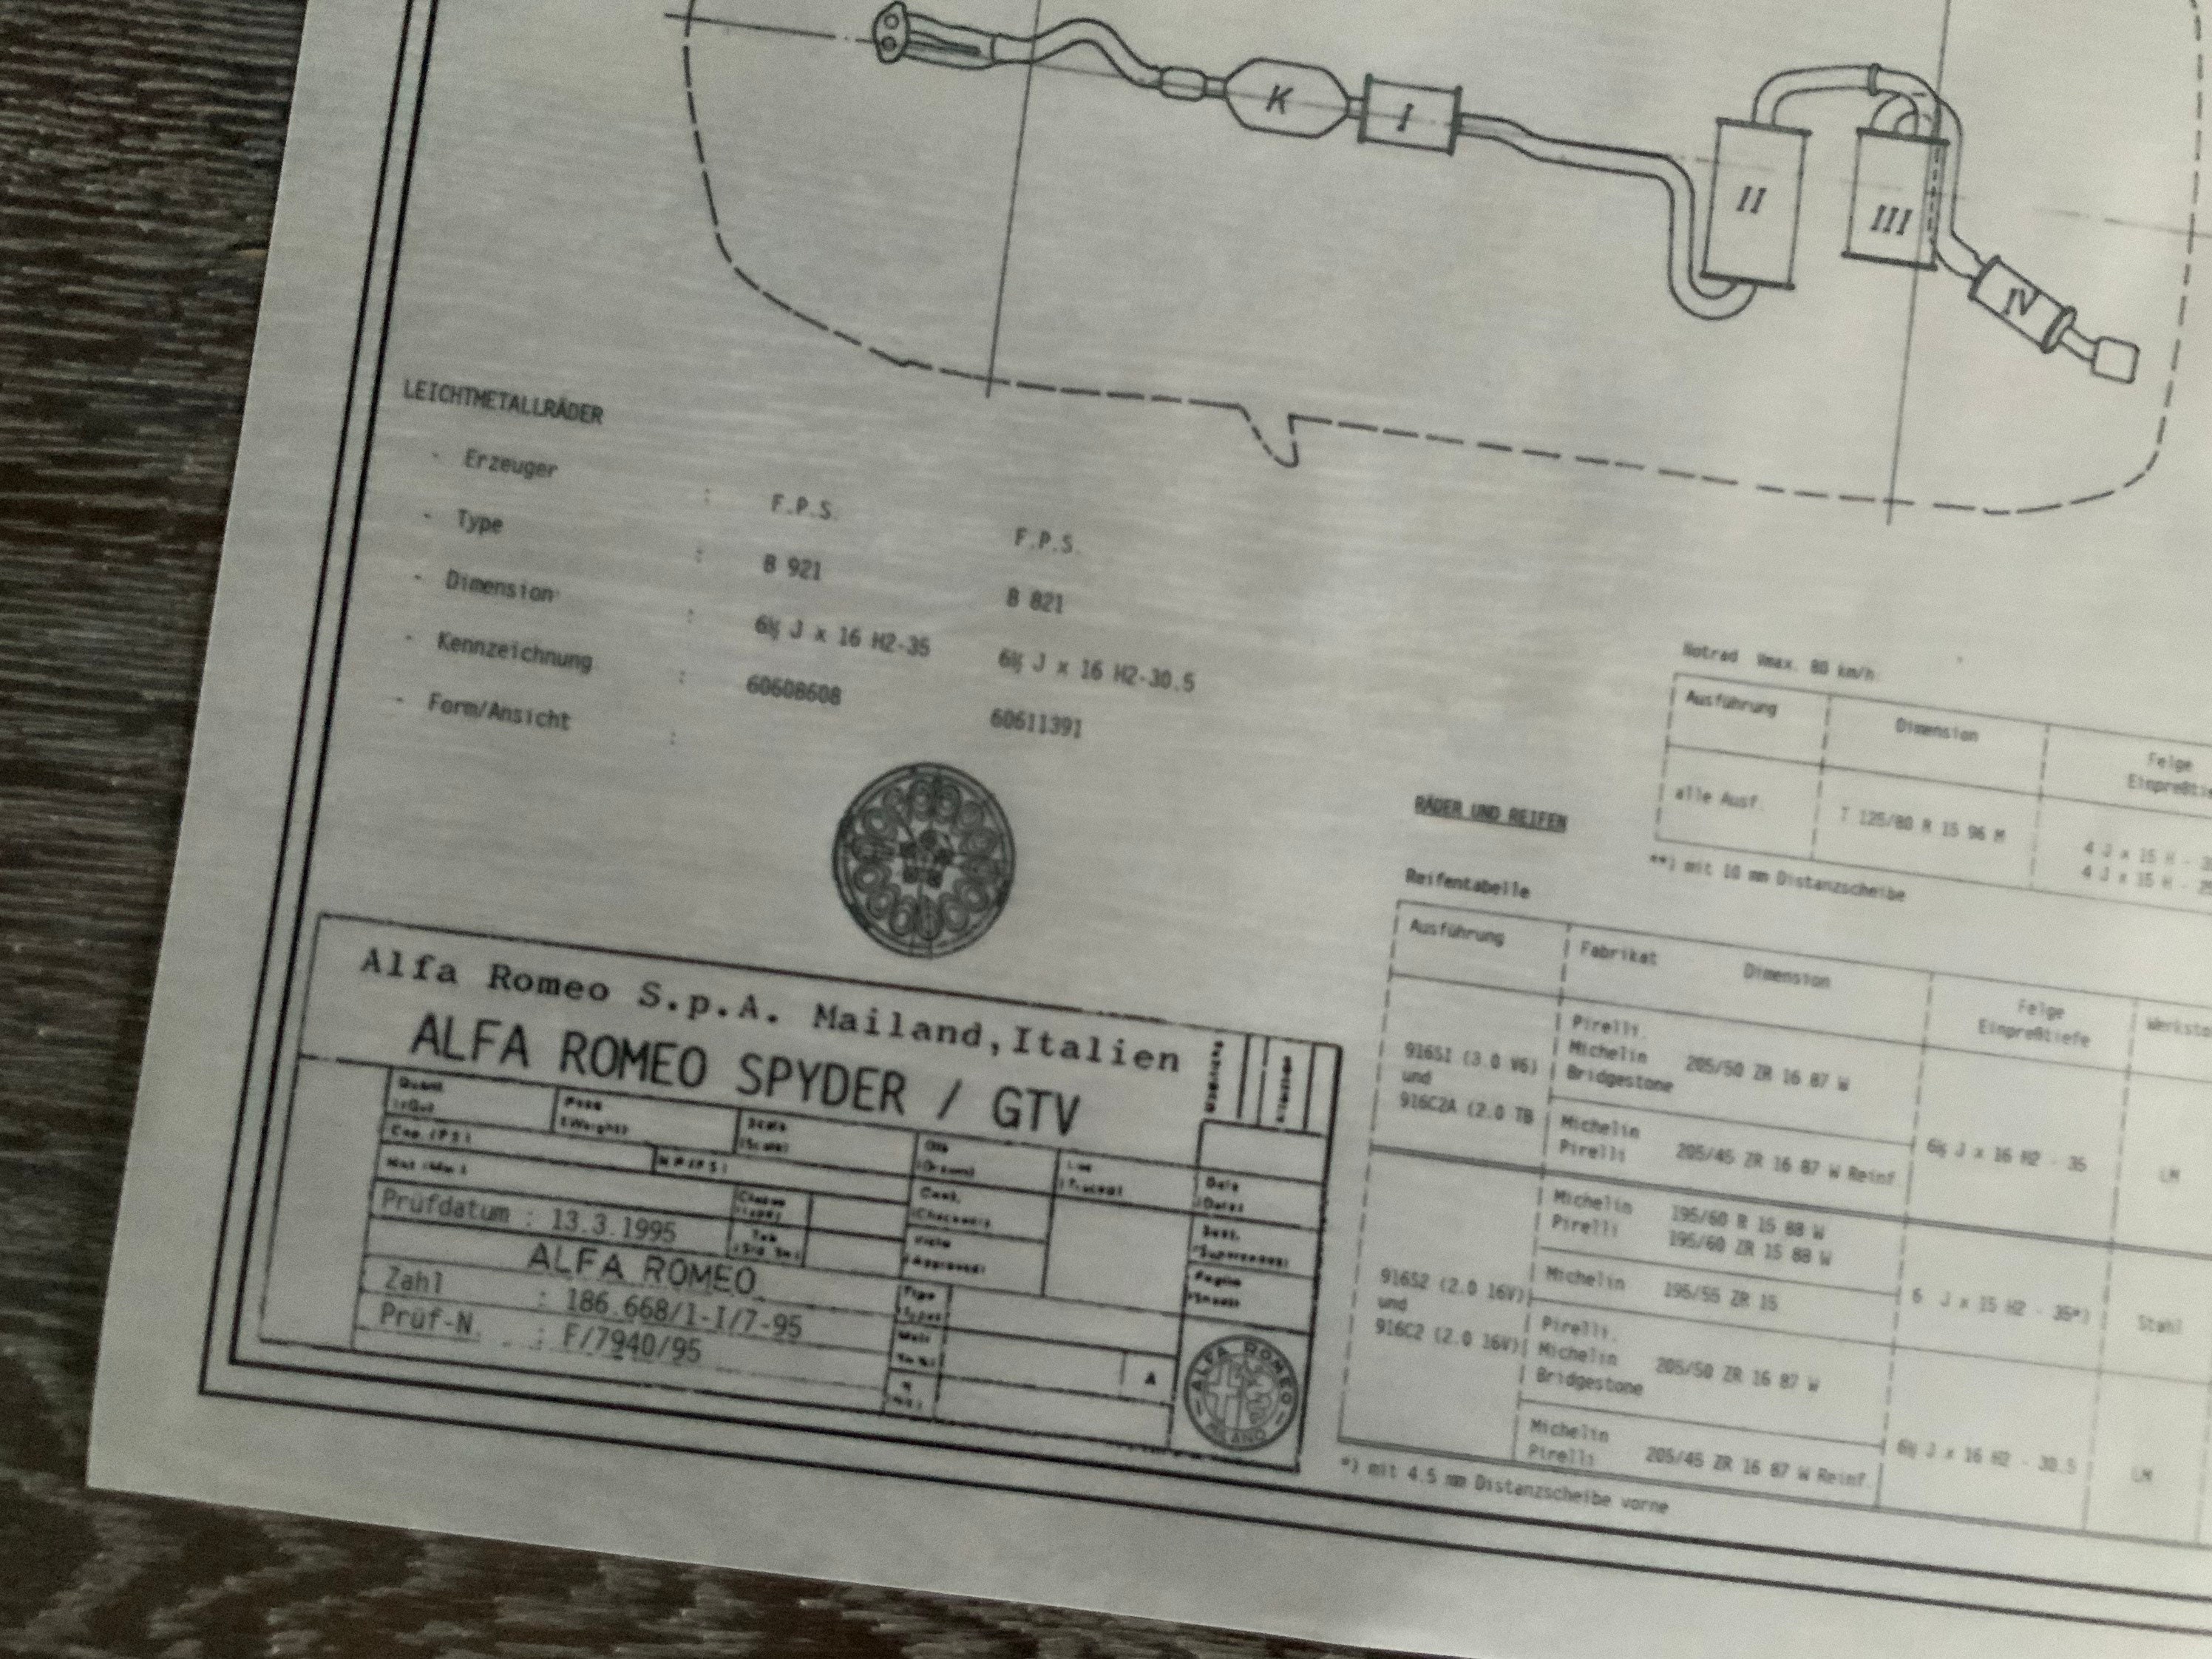 K
I
II
III
IV
LEICHTMETALLRÄDER
- Erzeuger : F.P.S. F.P.S.
- Type : B 921 B 821
- Dimension : 6½ J x 16 H2-35 6½ J x 16 H2-30.5
- Kennzeichnung : 60608608 60611391
- Form/Ansicht :
Notrad Vmax. 80 km/h
Ausführung Dimension Felge
alle Ausf. T 125/80 R 15 96 M 4 J x 15 H -
4 J x 15 H -
**) mit 10 mm Distanzscheibe
RÄDER UND REIFEN
Reifentabelle
Ausführung Fabrikat Dimension Felge
Einpreßtiefe
916S1 (3.0 V6)
und
916C2A (2.0 TB
Pirelli.
Michelin 205/50 ZR 16 87 W
Bridgestone
Michelin
Pirelli 205/45 ZR 16 87 W Reinf
6½ J x 16 H2 - 35 LM
916S2 (2.0 16V)
und
916C2 (2.0 16V)
Michelin 195/60 R 15 88 W
Pirelli 195/60 ZR 15 88 W
Michelin 195/55 ZR 15
6 J x 15 H2 - 35*) Stahl
Pirelli.
Michelin 205/50 ZR 16 87 W
Bridgestone
Michelin
Pirelli 205/45 ZR 16 87 W Reinf.
6½ J x 16 H2 - 30.5 LM
*) mit 4.5 mm Distanzscheibe vorne
Alfa Romeo S.p.A. Mailand,Italien
ALFA ROMEO SPYDER / GTV
Prüfdatum : 13.3.1995
ALFA ROMEO
Zahl : 186.668/1-I/7-95
Prüf-N. : F/7940/95
A
ALFA ROMEO
MILANO